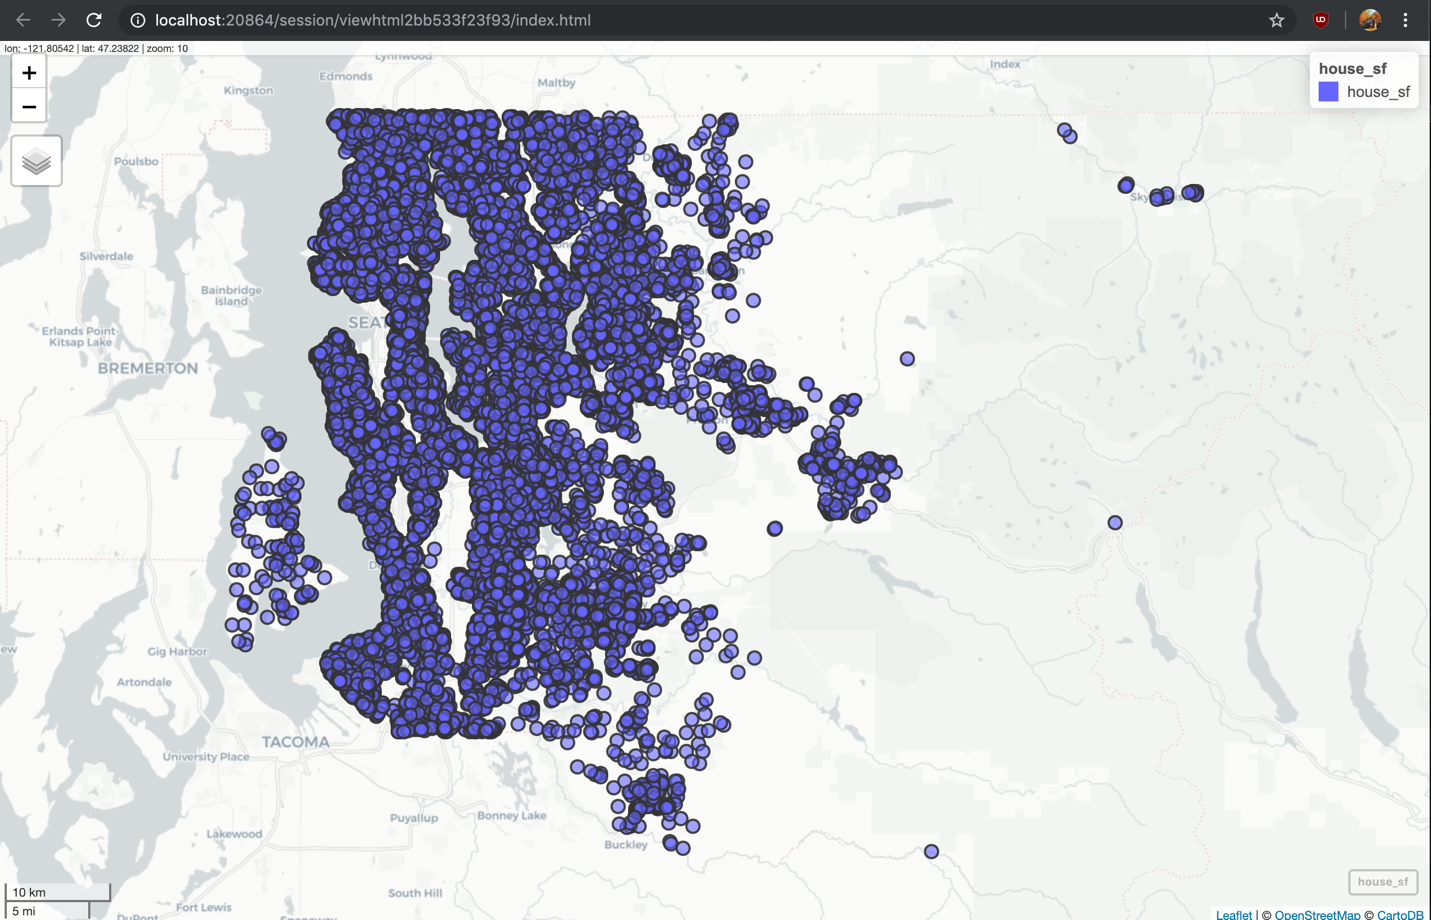 localhost:20864/session/viewhtml2bb533f23f93/index.html
lon: -121.80542 | lat: 47.23822 | zoom: 10
Lynnwood
Edmonds
Index
Maltby
Kingston
+
−
house_sf
house_sf
Poulsbo
Silverdale
Bainbridge
Island
Erlands Point-
Kitsap Lake
SEAT
BREMERTON
Gig Harbor
Artondale
TACOMA
University Place
Puyallup
Bonney Lake
Lakewood
Buckley
South Hill
Fort Lewis
DuPont
10 km
5 mi
house_sf
Leaflet | © OpenStreetMap © CartoDB